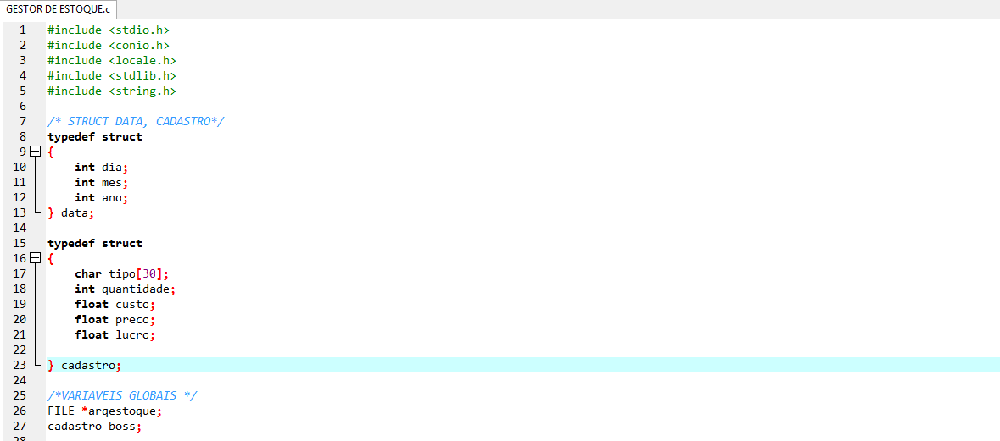 GESTOR DE ESTOQUE.c
1 #include <stdio.h>
2 #include <conio.h>
3 #include <locale.h>
4 #include <stdlib.h>
5 #include <string.h>
6
7 /* STRUCT DATA, CADASTRO*/
8 typedef struct
9 {
10 int dia;
11 int mes;
12 int ano;
13 } data;
14
15 typedef struct
16 {
17 char tipo[30];
18 int quantidade;
19 float custo;
20 float preco;
21 float lucro;
22
23 } cadastro;
24
25 /*VARIAVEIS GLOBAIS */
26 FILE *arqestoque;
27 cadastro boss;
28